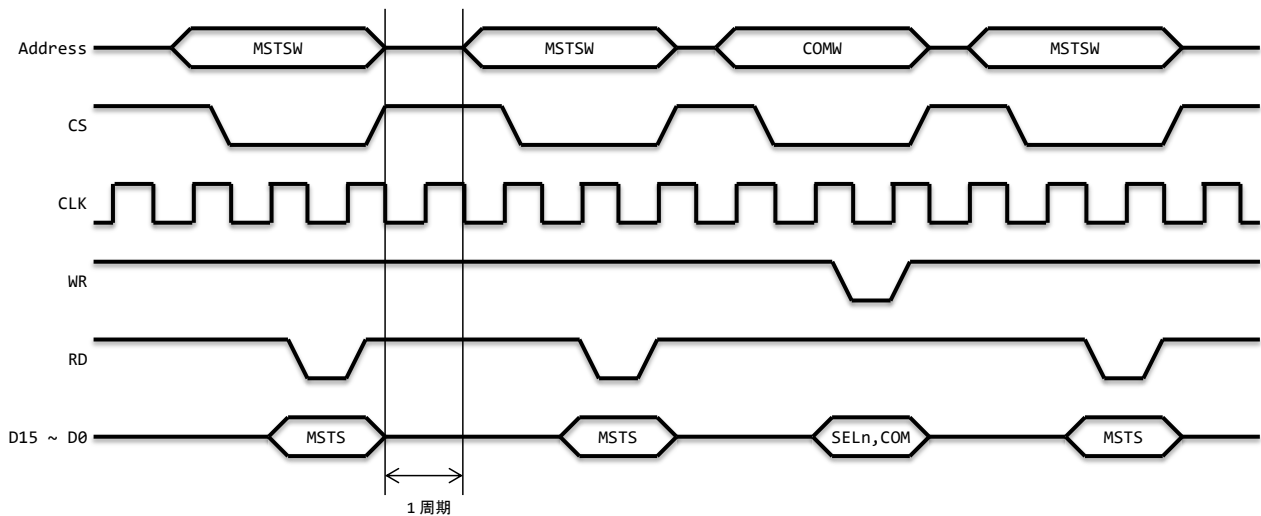 Address MSTSW MSTSW COMW MSTSW
CS
CLK
WR
RD
D15 ~ D0 MSTS MSTS SELn,COM MSTS
1 周期